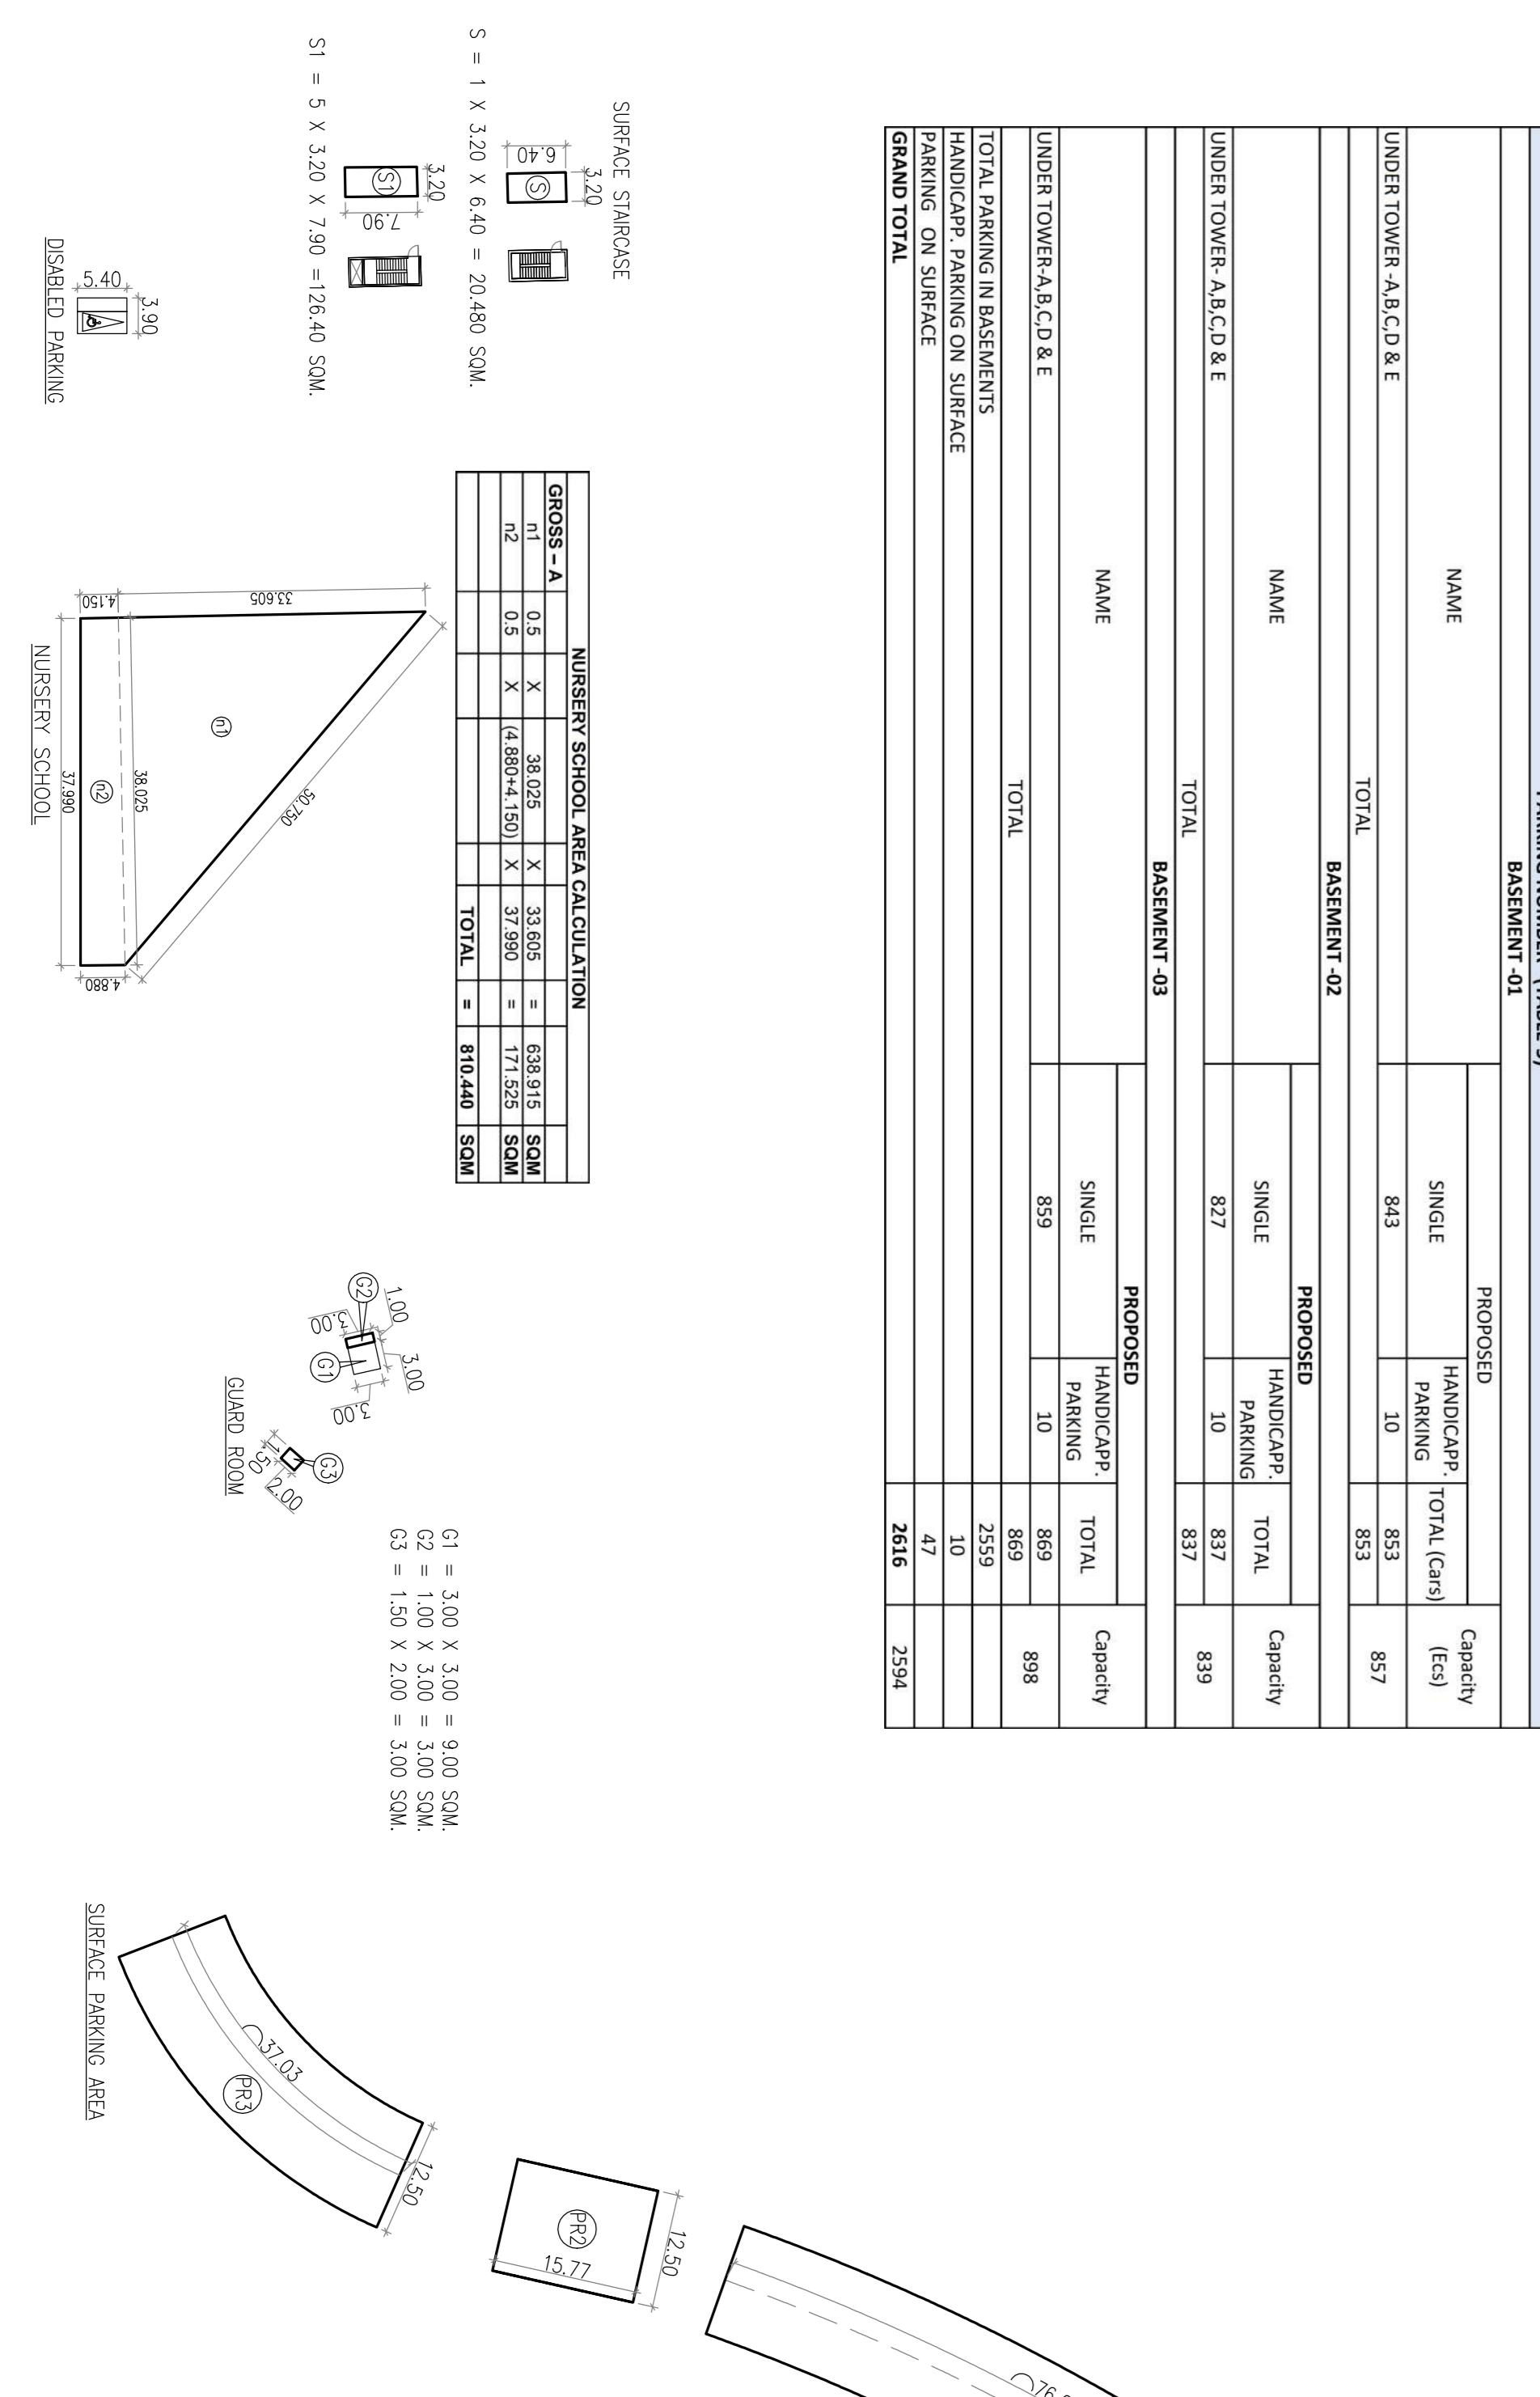 PARKING NUMBER (TABLE 3)
BASEMENT -01
NAME PROPOSED Capacity (Ecs)
SINGLE HANDICAPP. PARKING TOTAL (Cars)
UNDER TOWER -A,B,C,D & E 843 10 853 857
TOTAL 853
BASEMENT -02
NAME PROPOSED Capacity
SINGLE HANDICAPP. PARKING TOTAL
UNDER TOWER- A,B,C,D & E 827 10 837 839
TOTAL 837
BASEMENT -03
NAME PROPOSED Capacity
SINGLE HANDICAPP. PARKING TOTAL
UNDER TOWER-A,B,C,D & E 859 10 869 898
TOTAL 869
TOTAL PARKING IN BASEMENTS 2559
HANDICAPP. PARKING ON SURFACE 10
PARKING ON SURFACE 47
GRAND TOTAL 2616 2594
SURFACE STAIRCASE
3.20
6.40
S
S = 1 X 3.20 X 6.40 = 20.480 SQM.
3.20
S1
7.90
S1 = 5 X 3.20 X 7.90 =126.40 SQM.
3.90
5.40
DISABLED PARKING
NURSERY SCHOOL AREA CALCULATION
GROSS – A
n1 0.5 X 38.025 X 33.605 = 638.915 SQM
n2 0.5 X (4.880+4.150) X 37.990 = 171.525 SQM
TOTAL = 810.440 SQM
33.605
4.150
50.750
n1
38.025
n2
37.990
4.880
NURSERY SCHOOL
G2
1.00
3.00
3.00
G1
3.00
G3
1.50
2.00
GUARD ROOM
G1 = 3.00 X 3.00 = 9.00 SQM.
G2 = 1.00 X 3.00 = 3.00 SQM.
G3 = 1.50 X 2.00 = 3.00 SQM.
37.03
PR3
12.50
PR2
15.77
12.50
SURFACE PARKING AREA